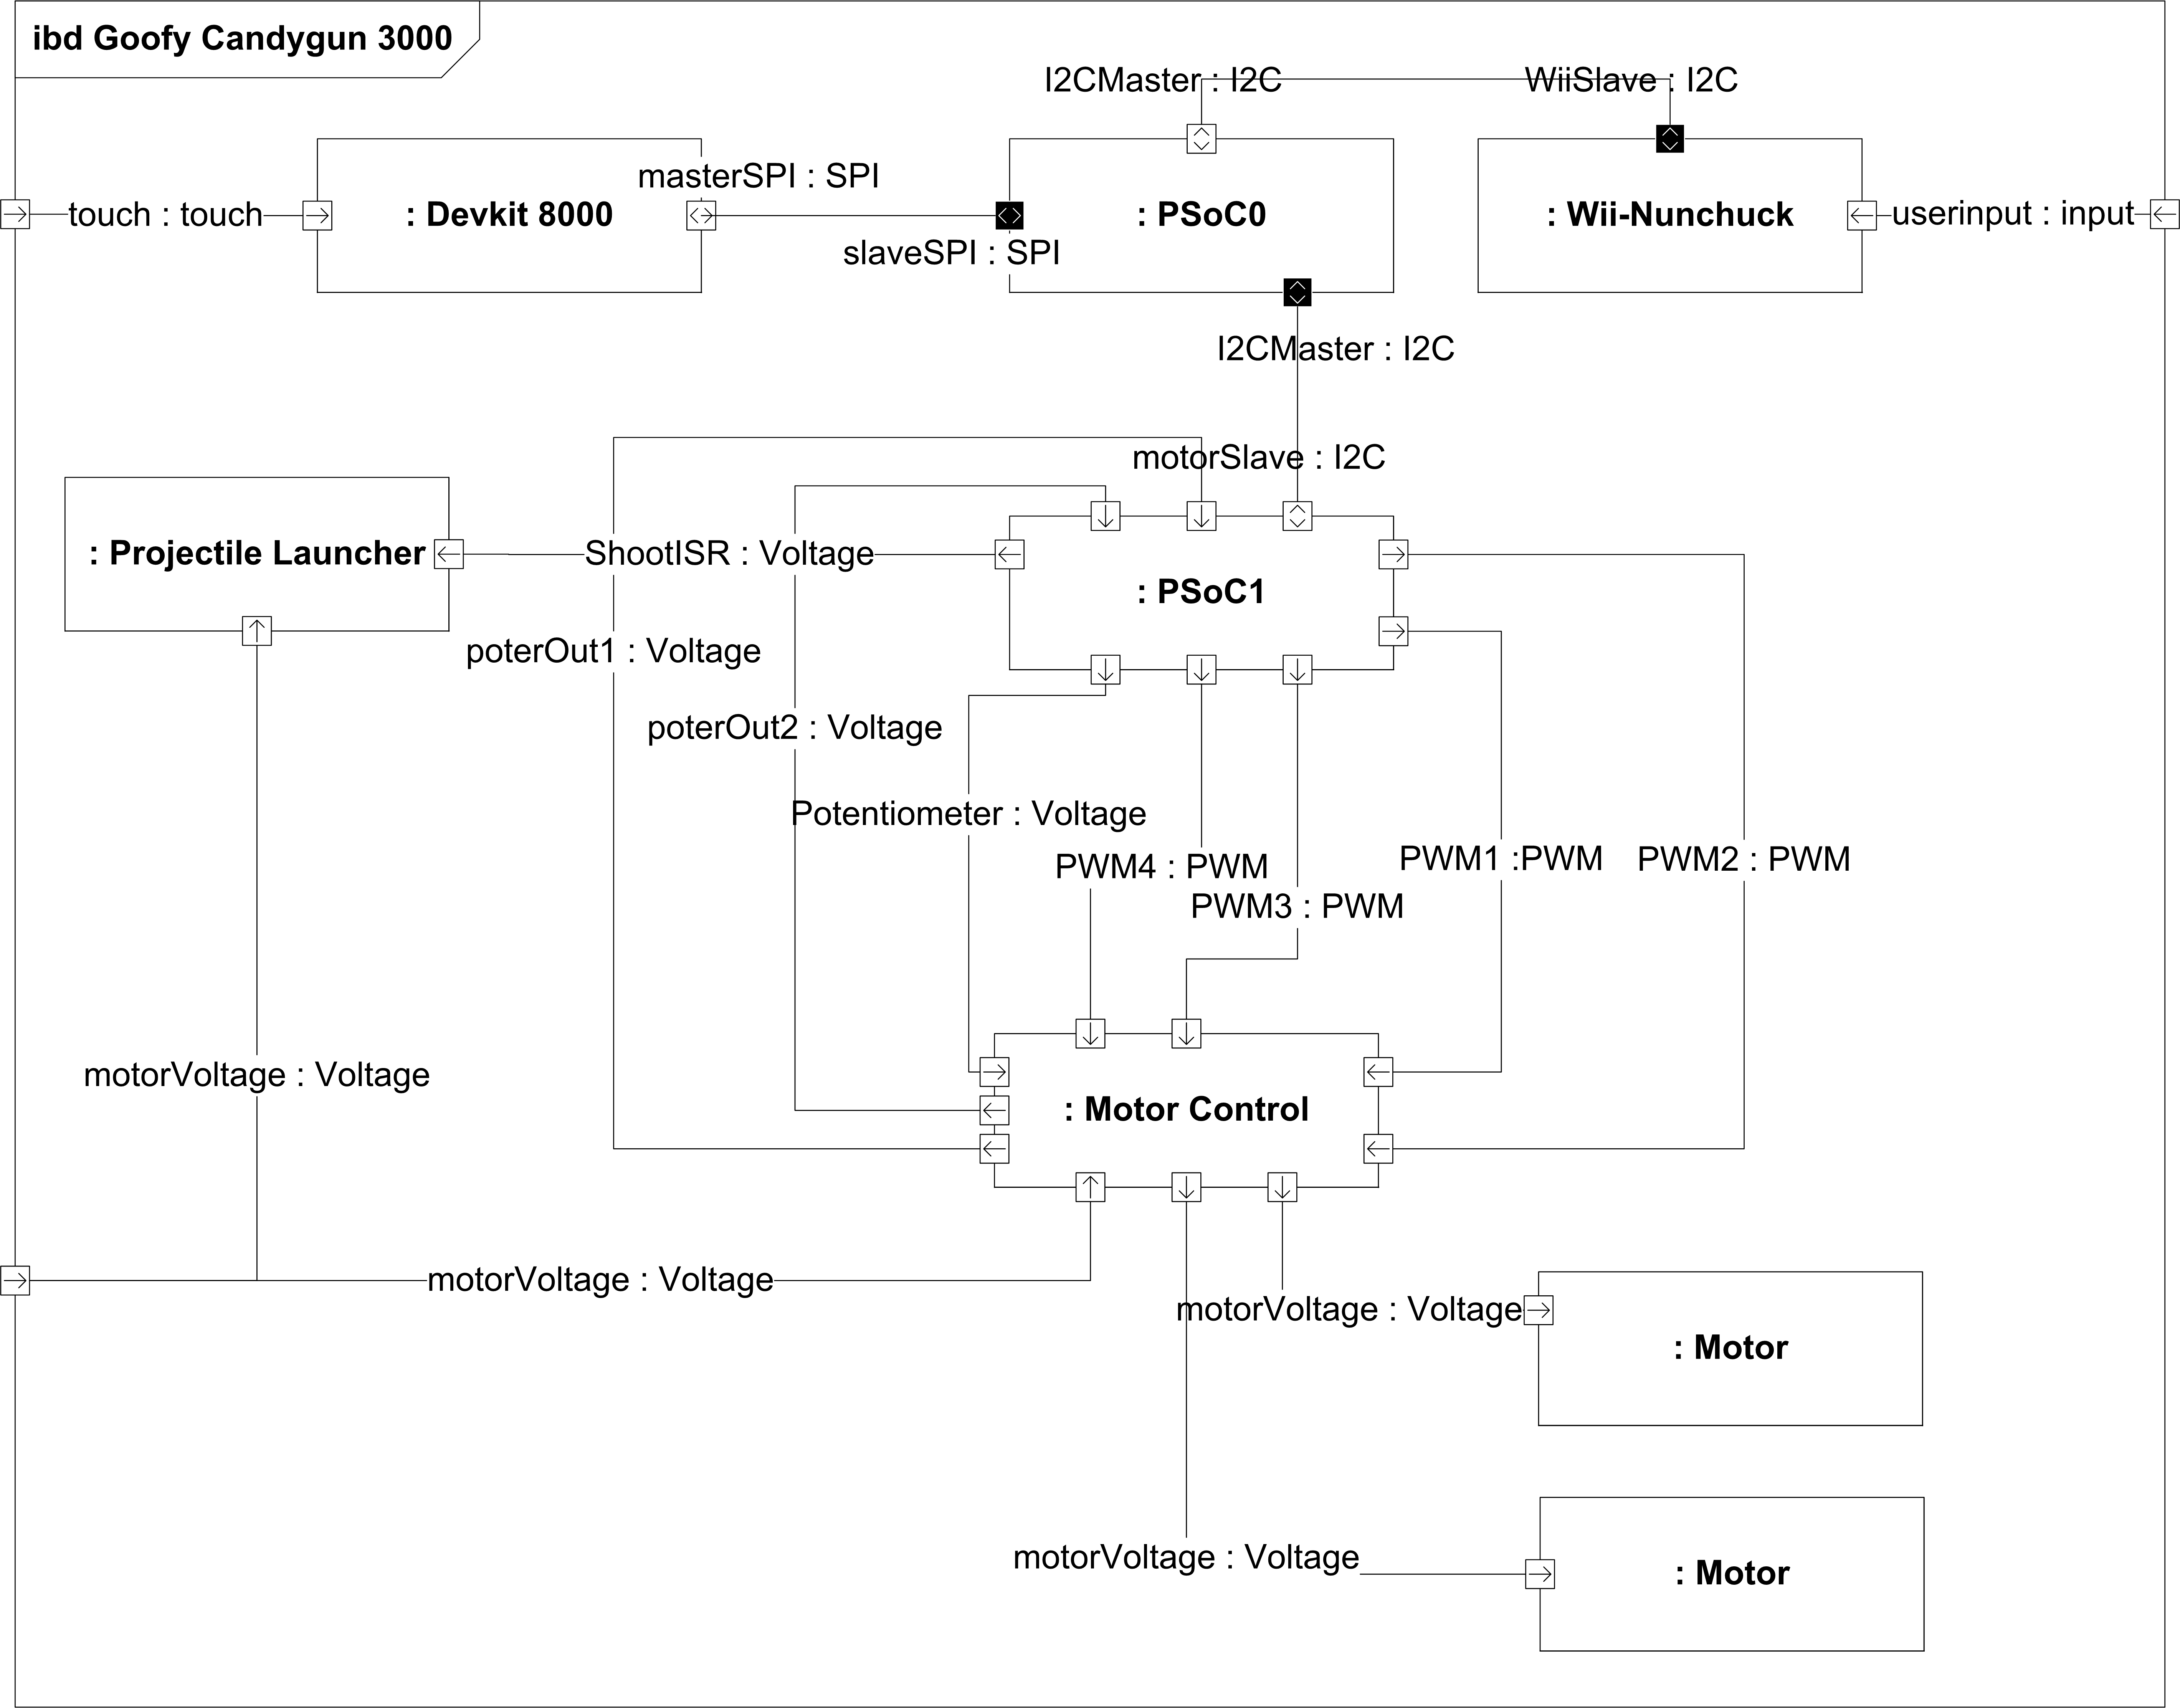 ibd Goofy Candygun 3000
I2CMaster : I2C
WiiSlave : I2C
masterSPI : SPI
touch : touch
: Devkit 8000
: PSoC0
: Wii-Nunchuck
userinput : input
slaveSPI : SPI
I2CMaster : I2C
motorSlave : I2C
: Projectile Launcher
ShootISR : Voltage
: PSoC1
poterOut1 : Voltage
poterOut2 : Voltage
Potentiometer : Voltage
PWM4 : PWM
PWM1 :PWM
PWM2 : PWM
PWM3 : PWM
motorVoltage : Voltage
: Motor Control
motorVoltage : Voltage
motorVoltage : Voltage
: Motor
motorVoltage : Voltage
: Motor